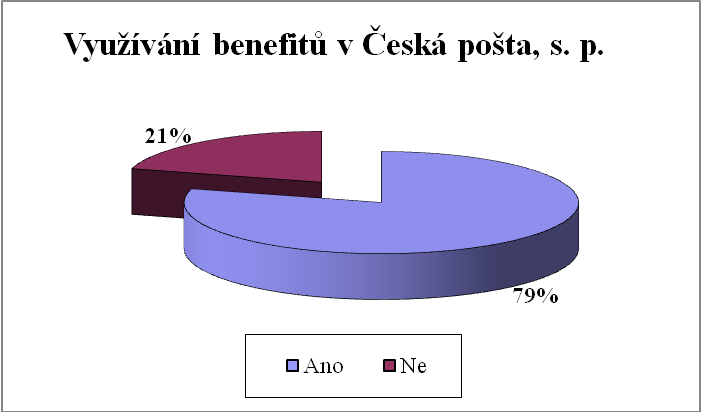 Využívání benefitů v Česká pošta, s. p.
21%
79%
Ano Ne